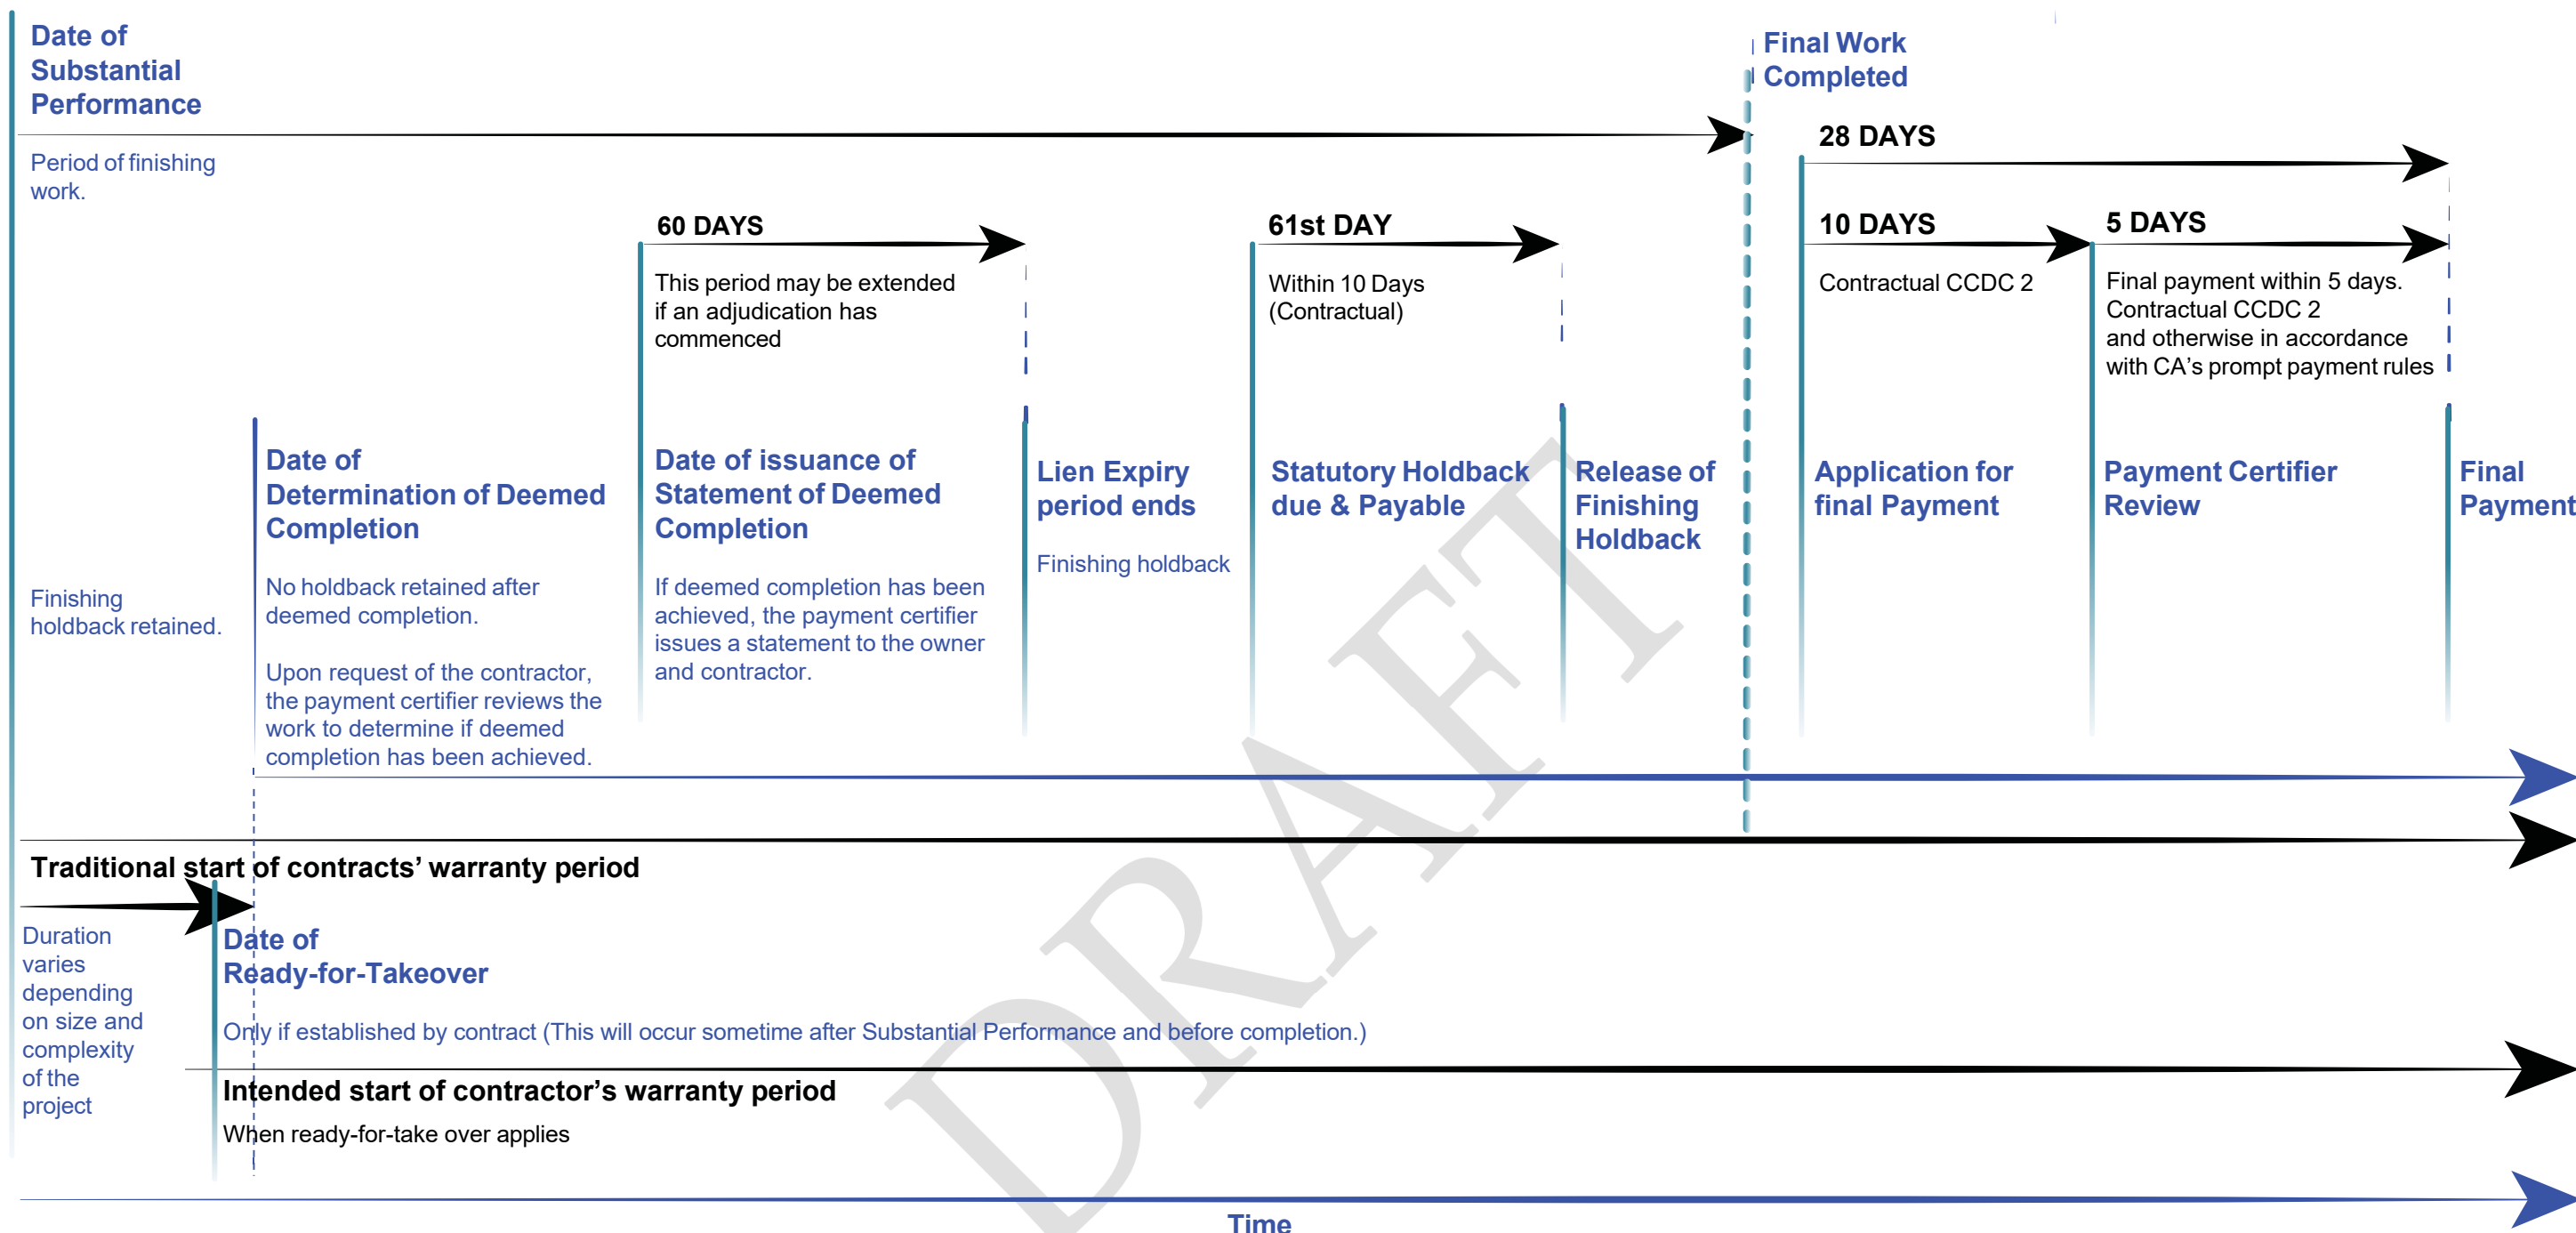 Date of
Substantial
Performance
Final Work
Completed
28 DAYS
Period of finishing
work.
60 DAYS
61st DAY
10 DAYS
5 DAYS
This period may be extended
if an adjudication has
commenced
Within 10 Days
(Contractual)
Contractual CCDC 2
Final payment within 5 days.
Contractual CCDC 2
and otherwise in accordance
with CA's prompt payment rules
Date of
Determination of Deemed
Completion
Date of issuance of
Statement of Deemed
Completion
Lien Expiry
period ends
Statutory Holdback
due & Payable
Release of
Finishing
Holdback
Application for
final Payment
Payment Certifier
Review
Final
Payment
Finishing holdback
Finishing
holdback retained.
No holdback retained after
deemed completion.
Upon request of the contractor,
the payment certifier reviews the
work to determine if deemed
completion has been achieved.
If deemed completion has been
achieved, the payment certifier
issues a statement to the owner
and contractor.
Traditional start of contracts' warranty period
Duration
varies
depending
on size and
complexity
of the
project
Date of
Ready-for-Takeover
Only if established by contract (This will occur sometime after Substantial Performance and before completion.)
Intended start of contractor's warranty period
When ready-for-take over applies
Time
DRAFT